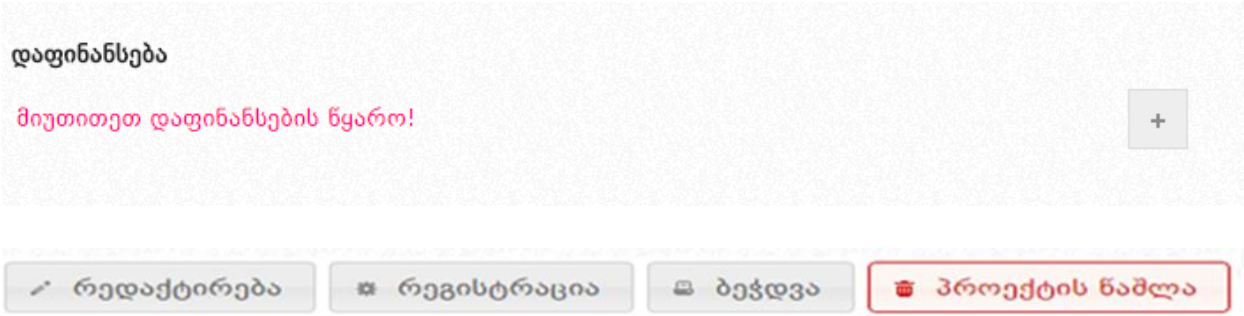 დაფინანსება
მიუთითეთ დაფინანსების წყარო!
რედაქტირება რეგისტრაცია ბეჭდვა პროექტის წაშლა